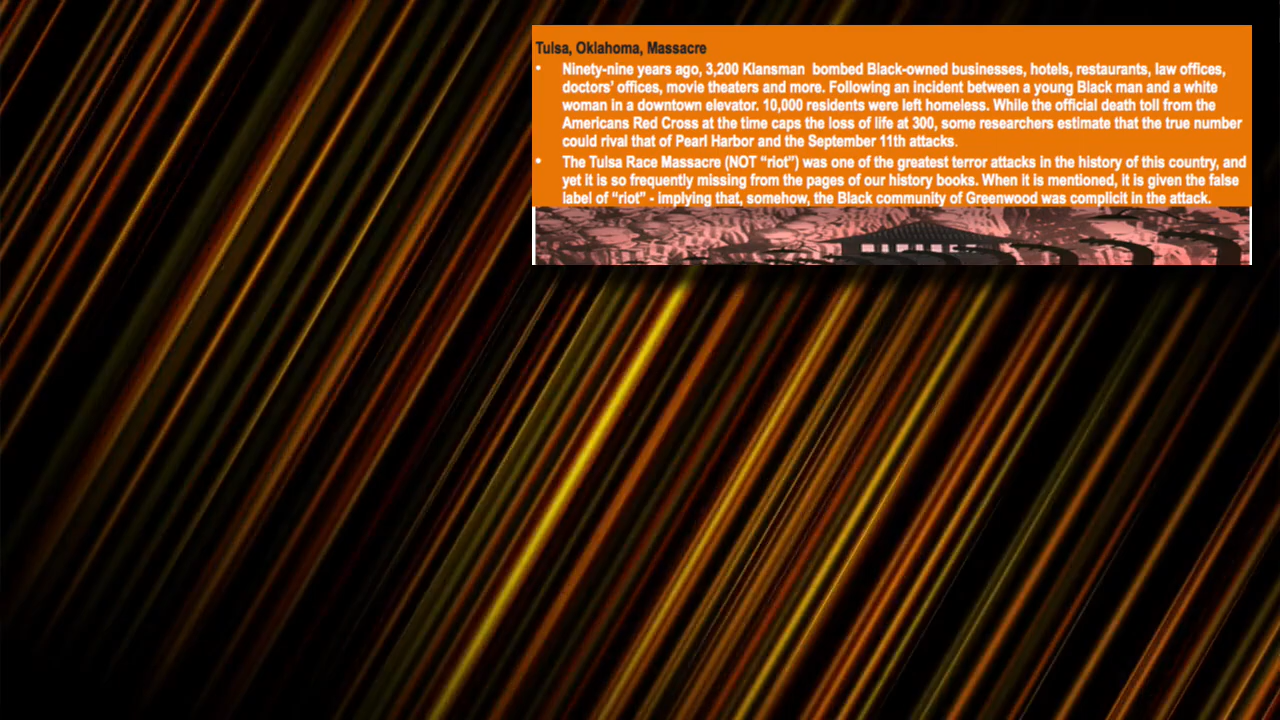 Tulsa, Oklahoma, Massacre
• Ninety-nine years ago, 3,200 Klansman bombed Black-owned businesses, hotels, restaurants, law offices,
doctors' offices, movie theaters and more. Following an incident between a young Black man and a white
woman in a downtown elevator. 10,000 residents were left homeless. While the official death toll from the
Americans Red Cross at the time caps the loss of life at 300, some researchers estimate that the true number
could rival that of Pearl Harbor and the September 11th attacks.
• The Tulsa Race Massacre (NOT “riot”) was one of the greatest terror attacks in the history of this country, and
yet it is so frequently missing from the pages of our history books. When it is mentioned, it is given the false
label of “riot” - implying that, somehow, the Black community of Greenwood was complicit in the attack.